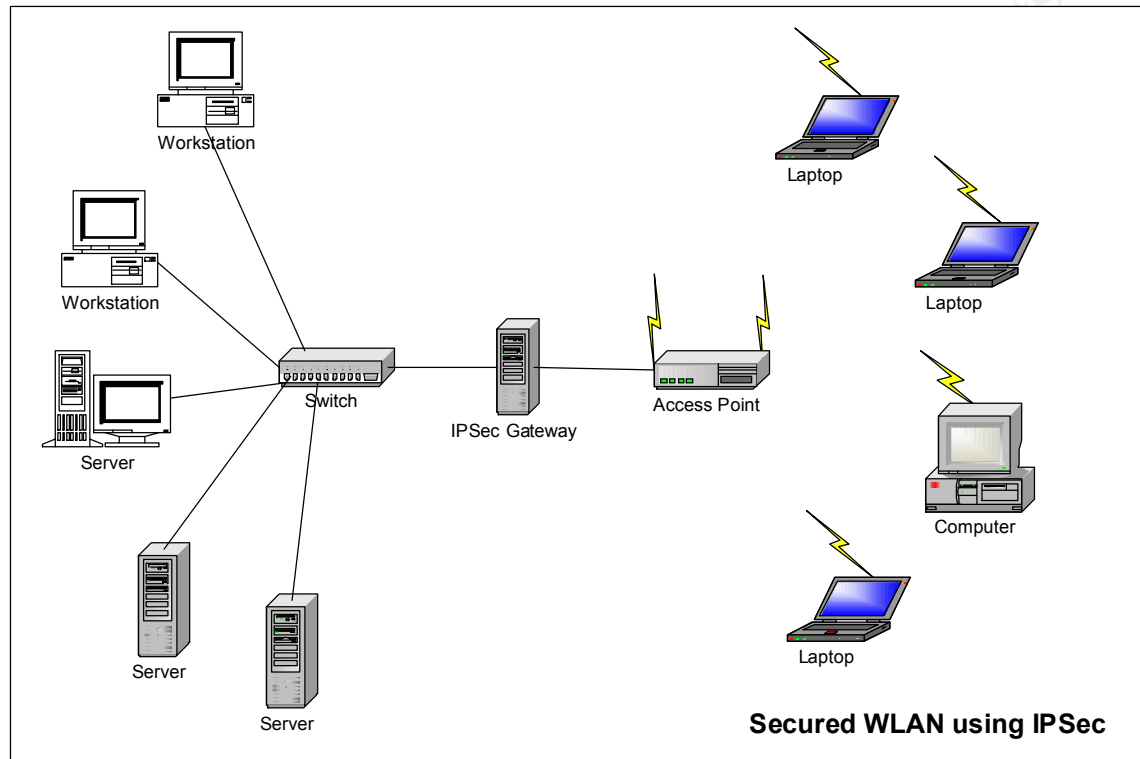 Workstation
Laptop
Workstation
Laptop
Switch
IPSec Gateway
Access Point
Server
Computer
Server
Laptop
Server
Secured WLAN using IPSec